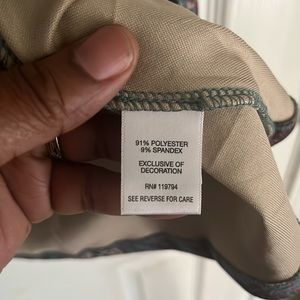 91% POLYESTER
9% SPANDEX
EXCLUSIVE OF
DECORATION
RN# 119794
SEE REVERSE FOR CARE